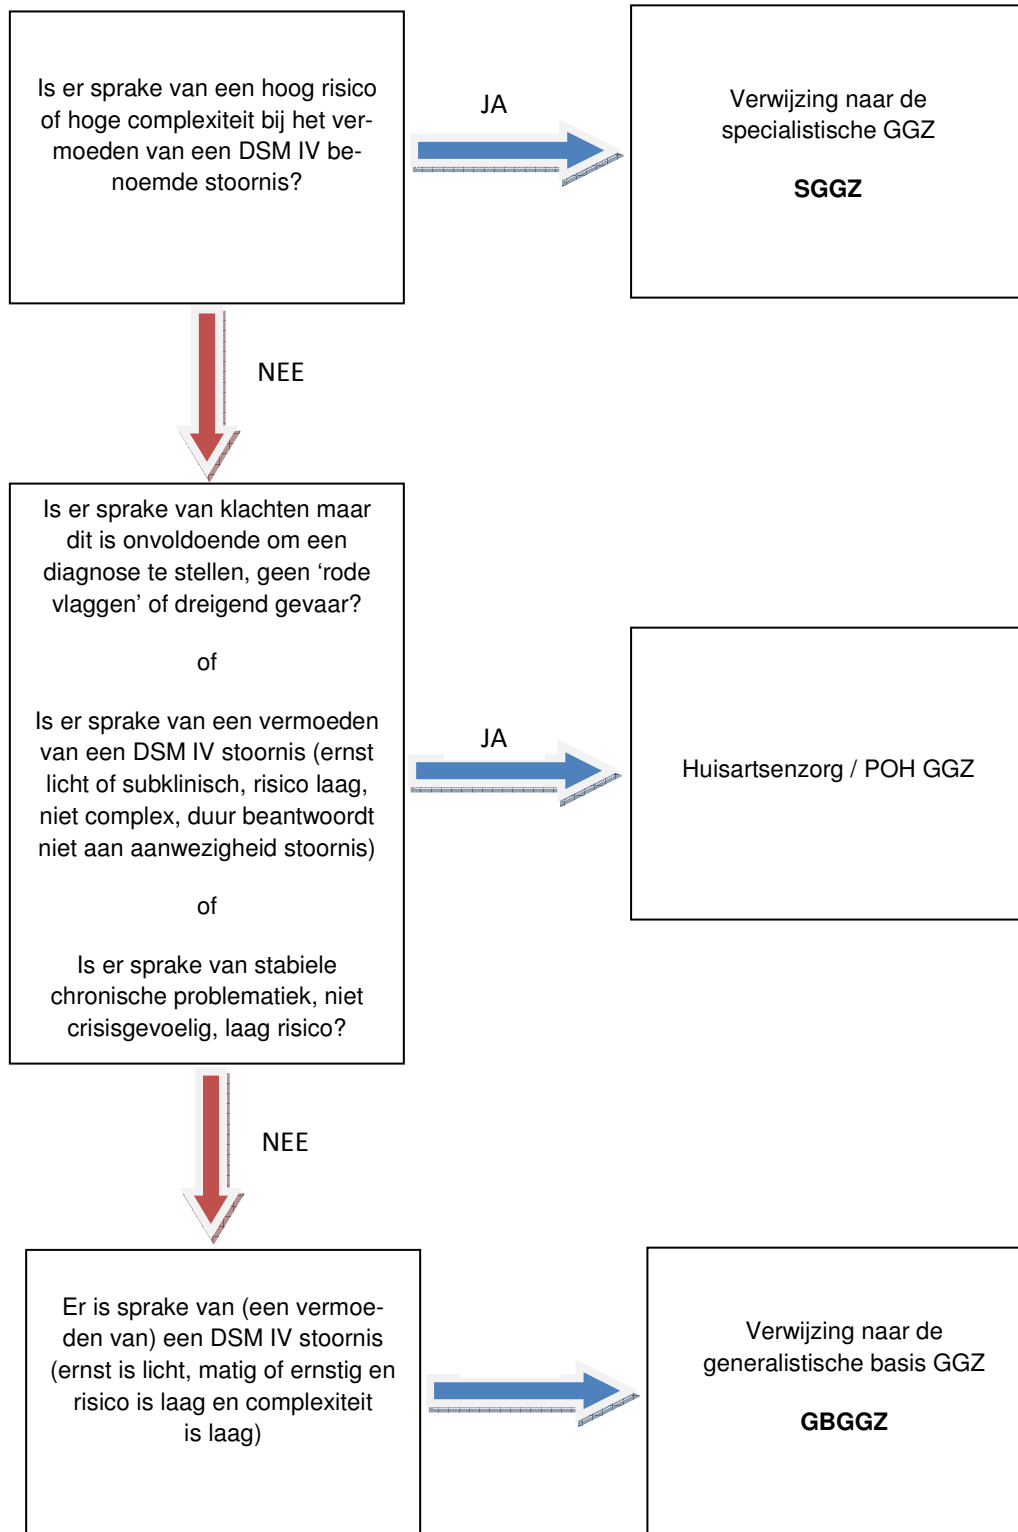 Is er sprake van een hoog risico
of hoge complexiteit bij het ver-
moeden van een DSM IV be-
noemde stoornis?
JA
Verwijzing naar de
specialistische GGZ
SGGZ
NEE
Is er sprake van klachten maar
dit is onvoldoende om een
diagnose te stellen, geen ‘rode
vlaggen’ of dreigend gevaar?
of
Is er sprake van een vermoeden
van een DSM IV stoornis (ernst
licht of subklinisch, risico laag,
niet complex, duur beantwoordt
niet aan aanwezigheid stoornis)
of
Is er sprake van stabiele
chronische problematiek, niet
crisisgevoelig, laag risico?
JA
Huisartsenzorg / POH GGZ
NEE
Er is sprake van (een vermoe-
den van) een DSM IV stoornis
(ernst is licht, matig of ernstig en
risico is laag en complexiteit
is laag)
Verwijzing naar de
generalistische basis GGZ
GBGGZ